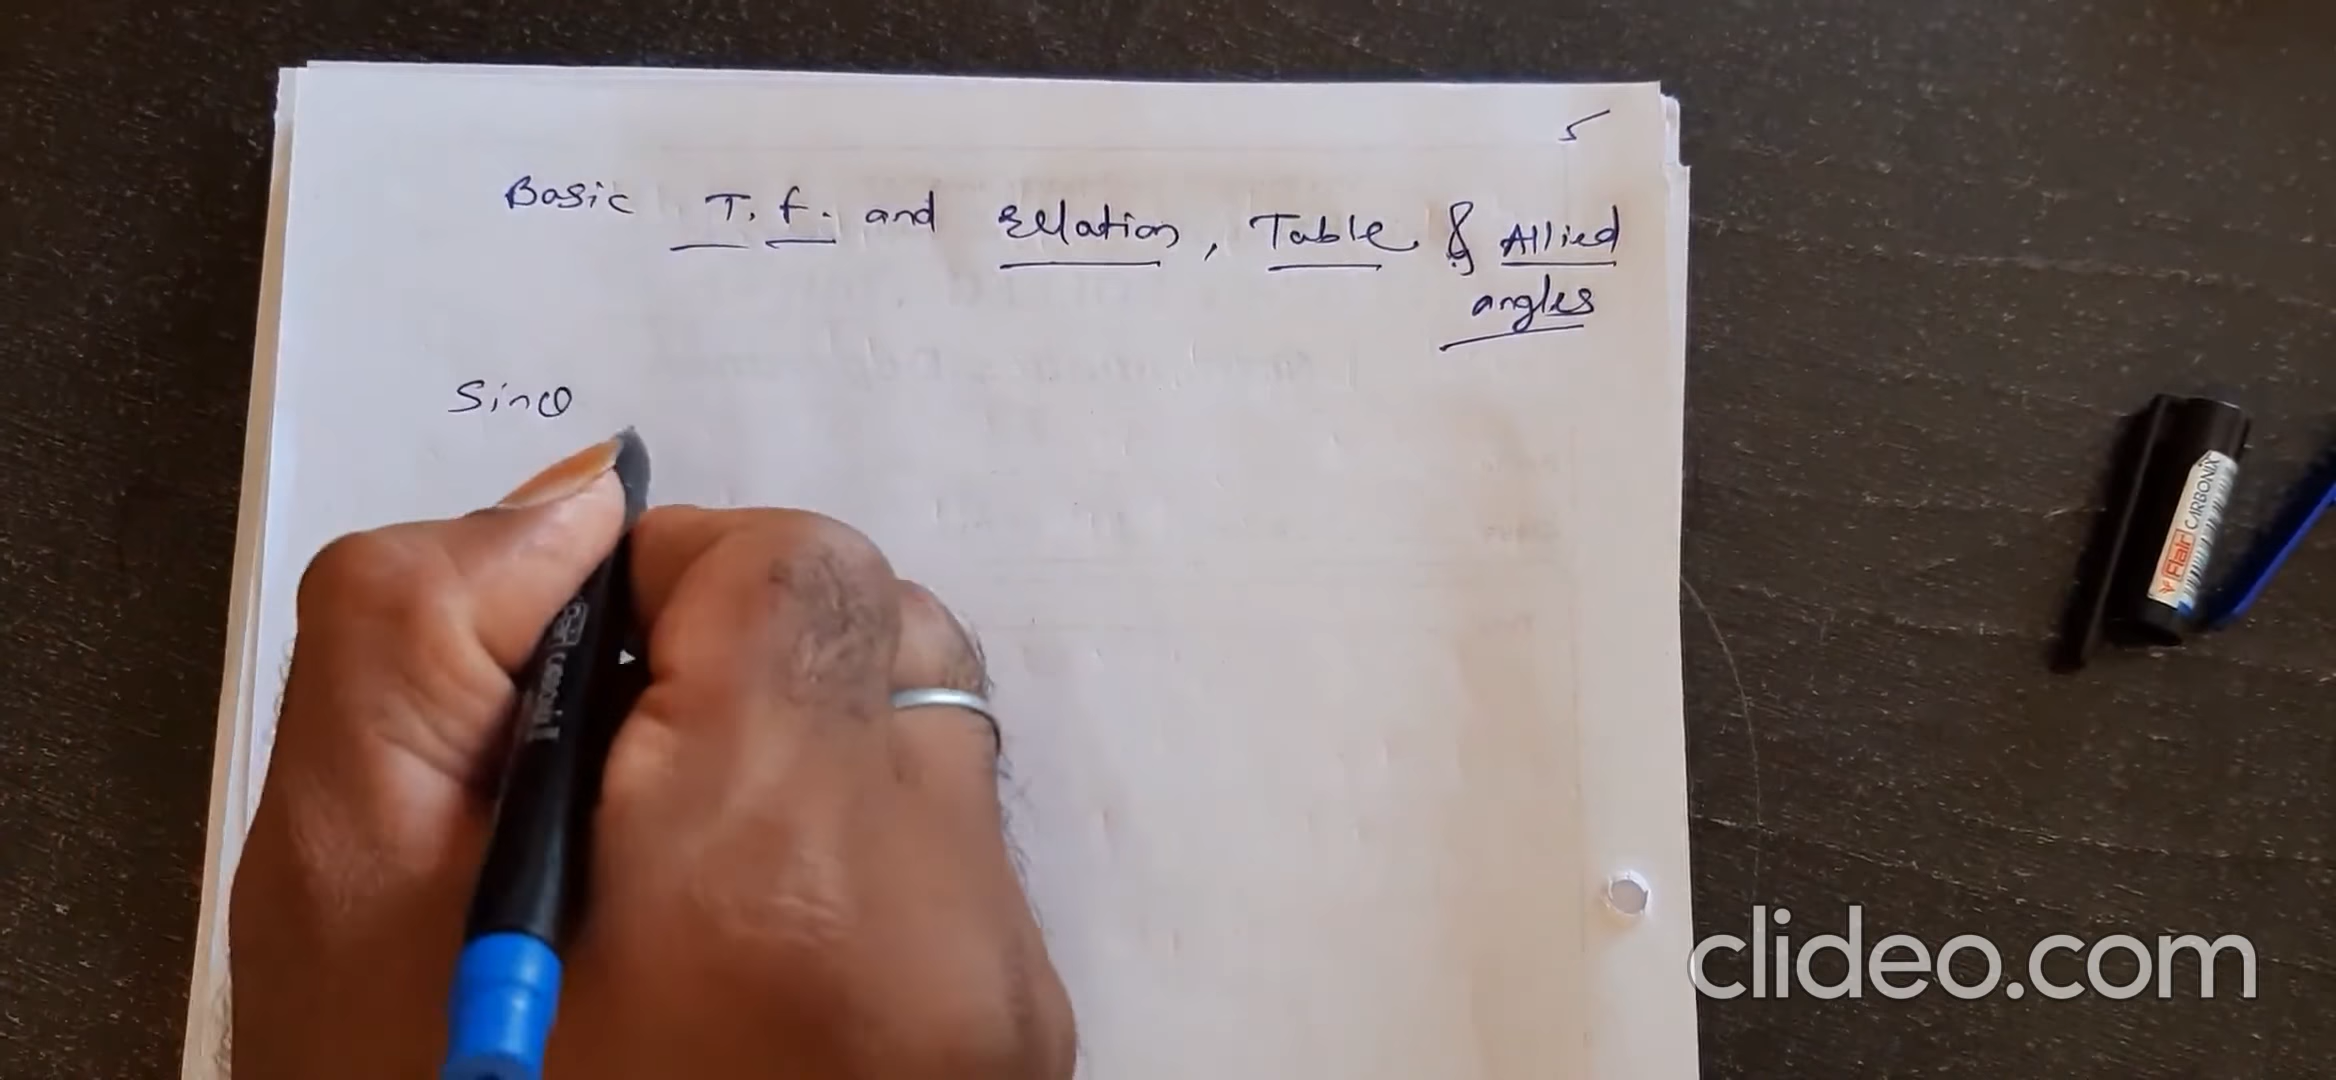 5
Basic T.f. and relation, Table & Allied
angles
Sinθ
Flair CARBONIX
clideo.com